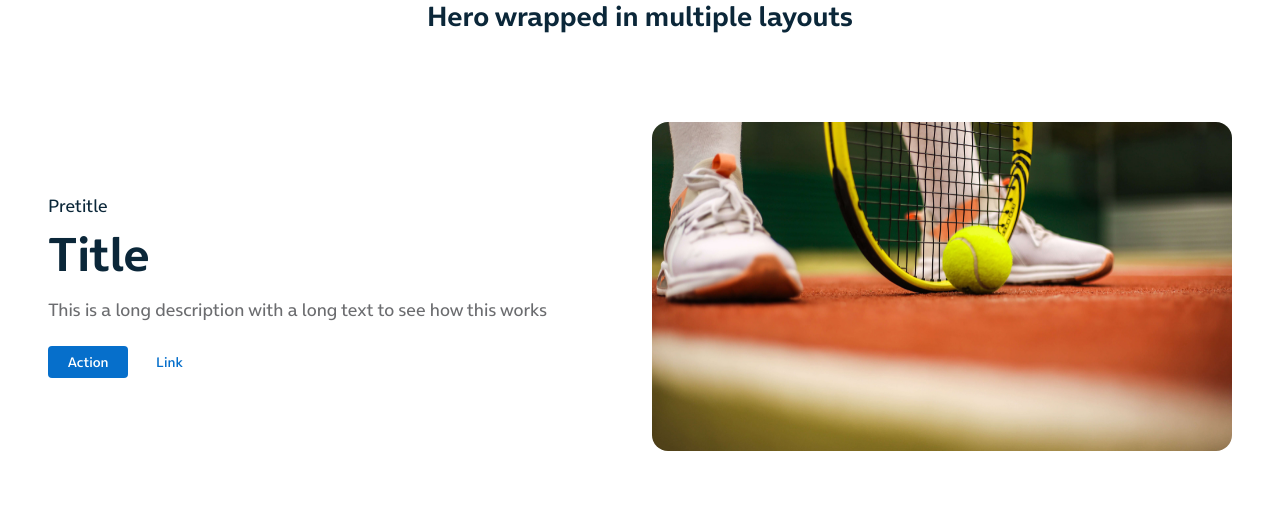 Hero wrapped in multiple layouts
Pretitle
Title
This is a long description with a long text to see how this works
Action
Link